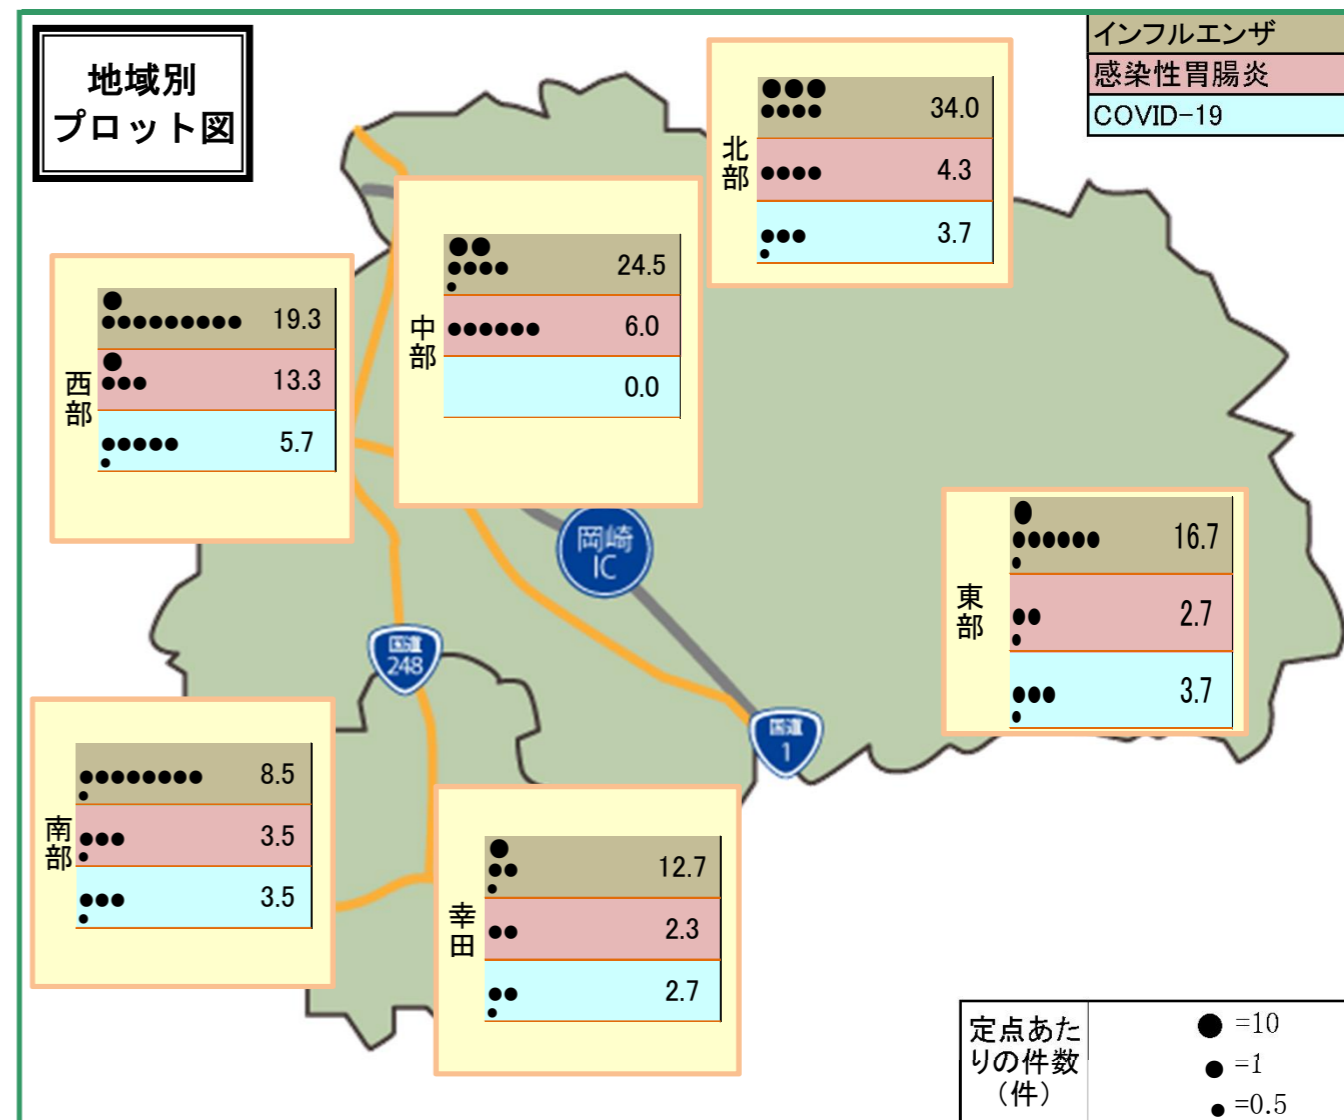 地域別
プロット図
インフルエンザ
感染性胃腸炎
COVID-19
北部
34.0
4.3
3.7
中部
24.5
6.0
0.0
西部
19.3
13.3
5.7
岡崎
IC
東部
16.7
2.7
3.7
国道
248
国道
1
南部
8.5
3.5
3.5
幸田
12.7
2.3
2.7
定点あた
りの件数
（件）
●=10
●=1
●=0.5